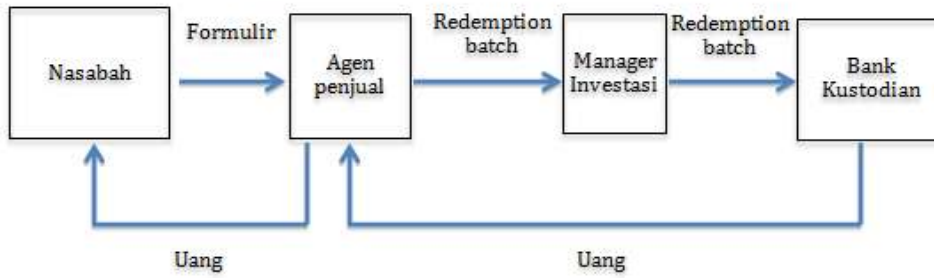 Formulir
Redemption
batch
Redemption
batch
Nasabah
Agen
penjual
Manager
Investasi
Bank
Kustodian
Uang
Uang